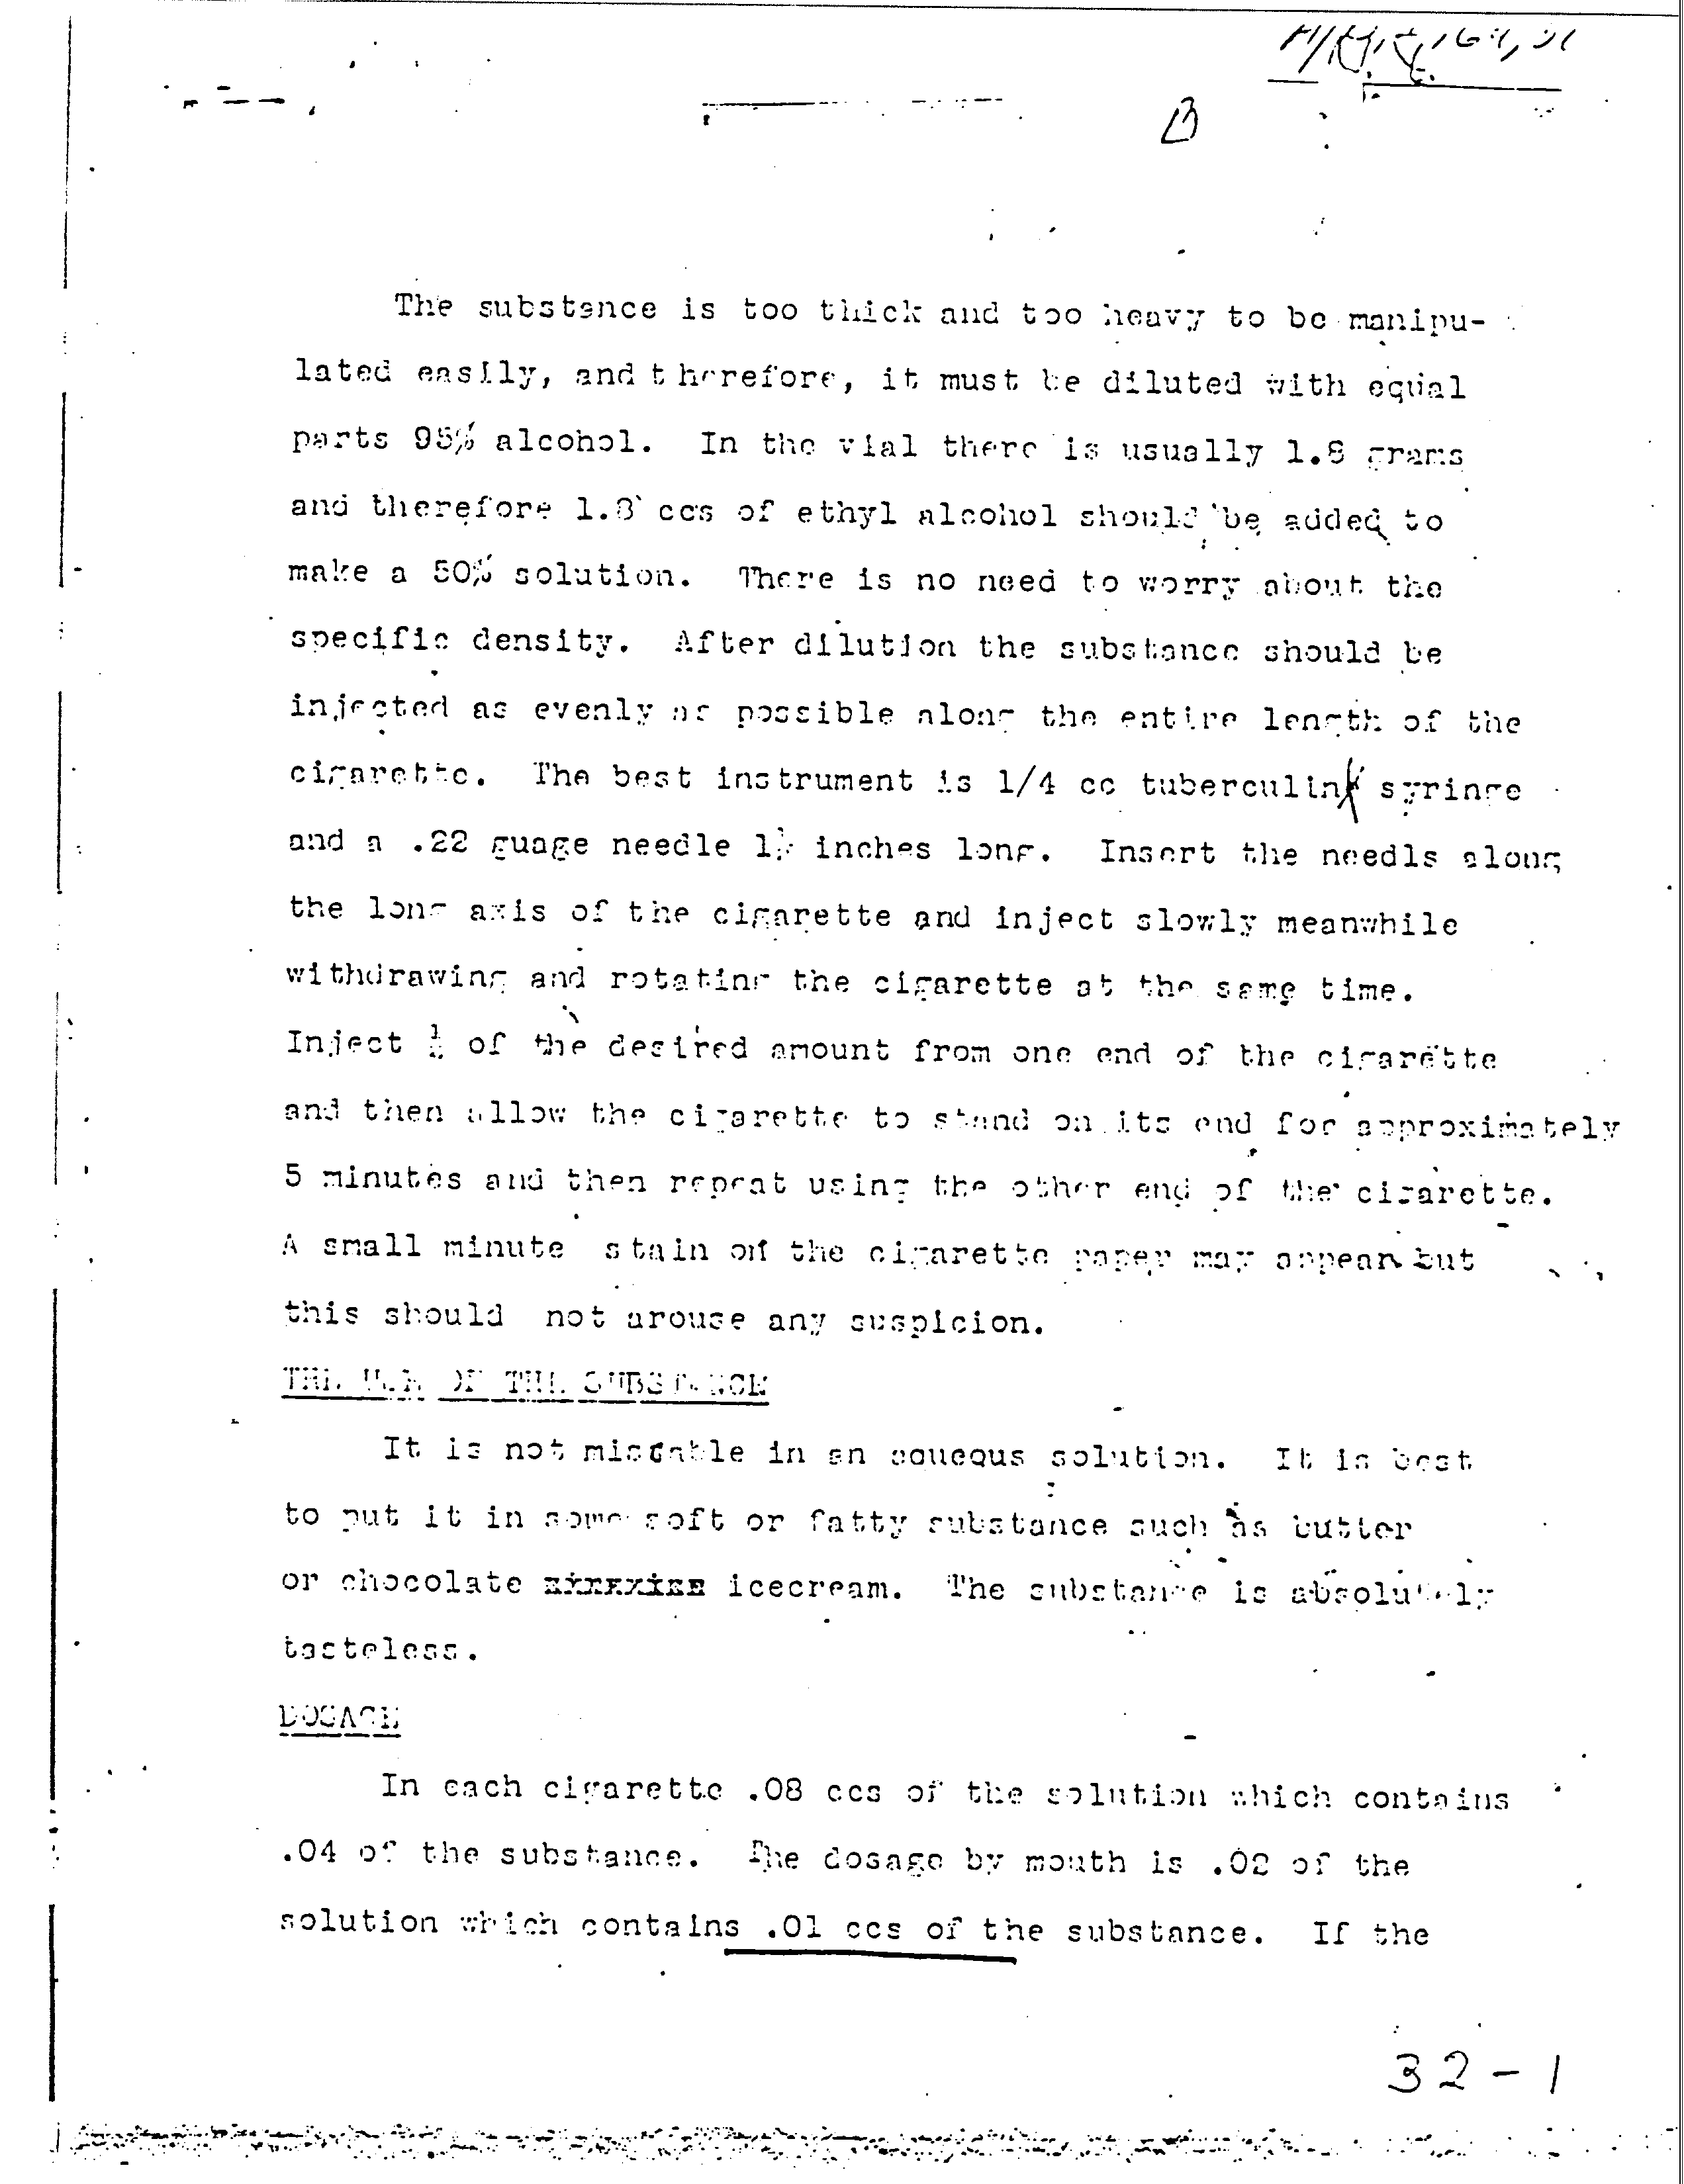 B
The substance is too thick and too heavy to be manipu-
lated easily, and therefore, it must be diluted with equal
parts 95% alcohol. In the vial there is usually 1.8 grams
and therefore 1.8 ccs of ethyl alcohol should be added to
make a 50% solution. There is no need to worry about the
specific density. After dilution the substance should be
injected as evenly as possible along the entire length of the
cigarette. The best instrument is 1/4 cc tuberculin syringe
and a .22 guage needle inches long. Insert the needls along
the long axis of the cigarette and inject slowly meanwhile
withdrawing and rotating the cigarette at the same time.
Inject ½ of the desired amount from one end of the cigarette
and then allow the cigarette to stand on its end for approximately
5 minutes and then repeat using the other end of the cigarette.
A small minute stain on the cigarette paper may appear but
this should not arouse any suspicion.
THE USE OF THE SUBSTANCE
It is not miscable in an aqueous solution. It is best
to put it in some soft or fatty substance such as butter
or chocolate icecream. The substance is absolutely
tasteless.
DOSAGE
In each cigarette .08 ccs of the solution which contains
.04 of the substance. The dosage by mouth is .02 of the
solution which contains .01 ccs of the substance. If the
32-1